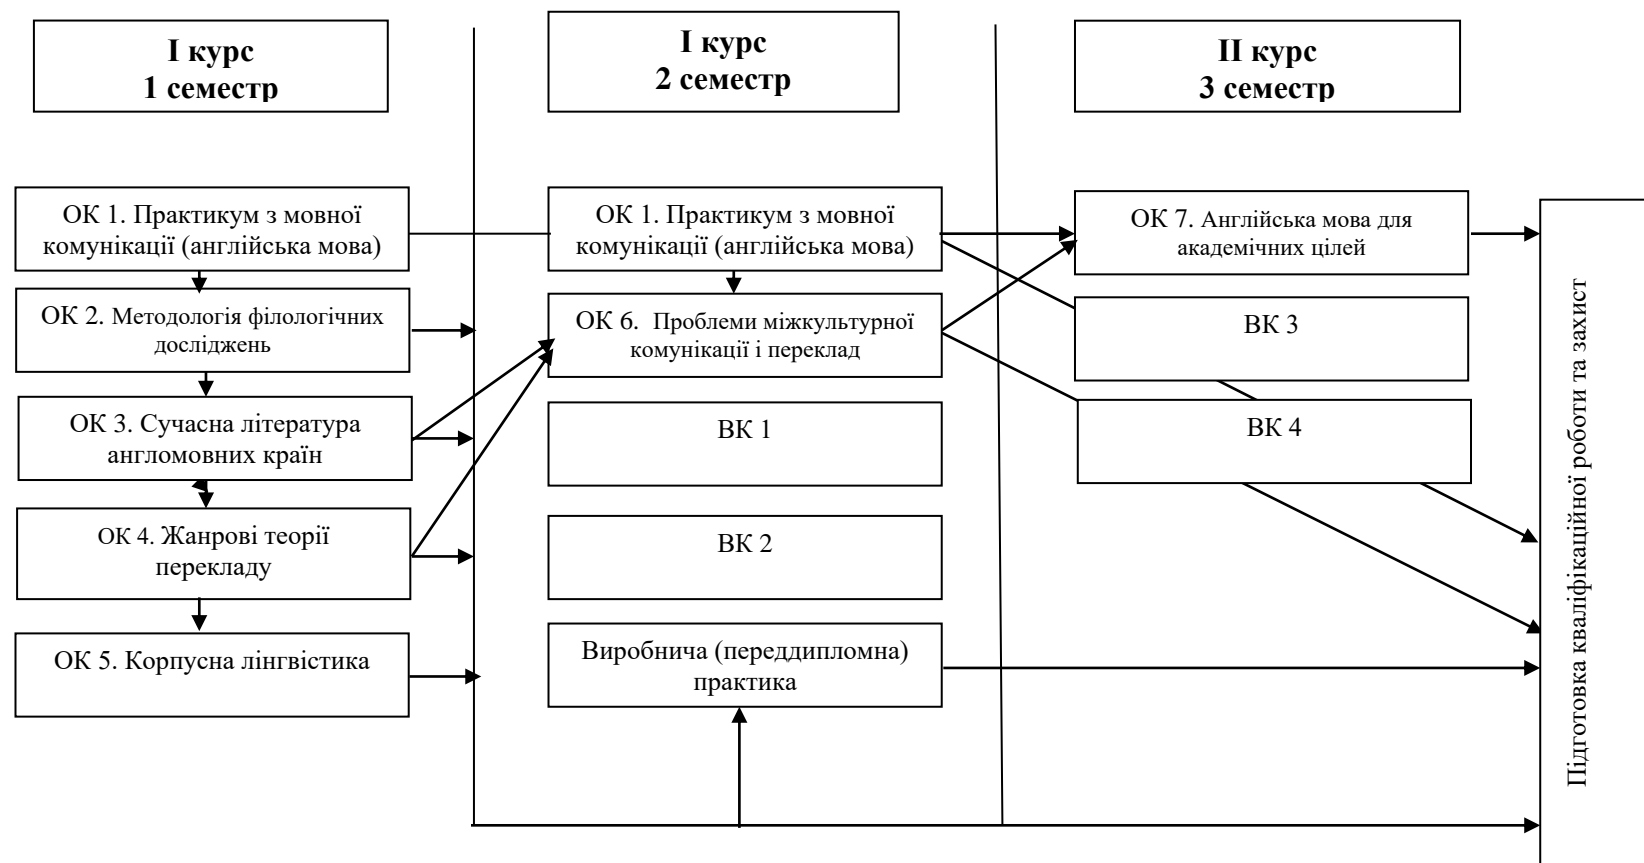 І курс
1 семестр
І курс
2 семестр
ІІ курс
3 семестр
ОК 1. Практикум з мовної
комунікації (англійська мова)
ОК 2. Методологія філологічних
досліджень
ОК 3. Сучасна література
англомовних країн
ОК 4. Жанрові теорії
перекладу
ОК 5. Корпусна лінгвістика
ОК 1. Практикум з мовної
комунікації (англійська мова)
ОК 6. Проблеми міжкультурної
комунікації і переклад
ВК 1
ВК 2
Виробнича (переддипломна)
практика
ОК 7. Англійська мова для
академічних цілей
ВК 3
ВК 4
Підготовка кваліфікаційної роботи та захист